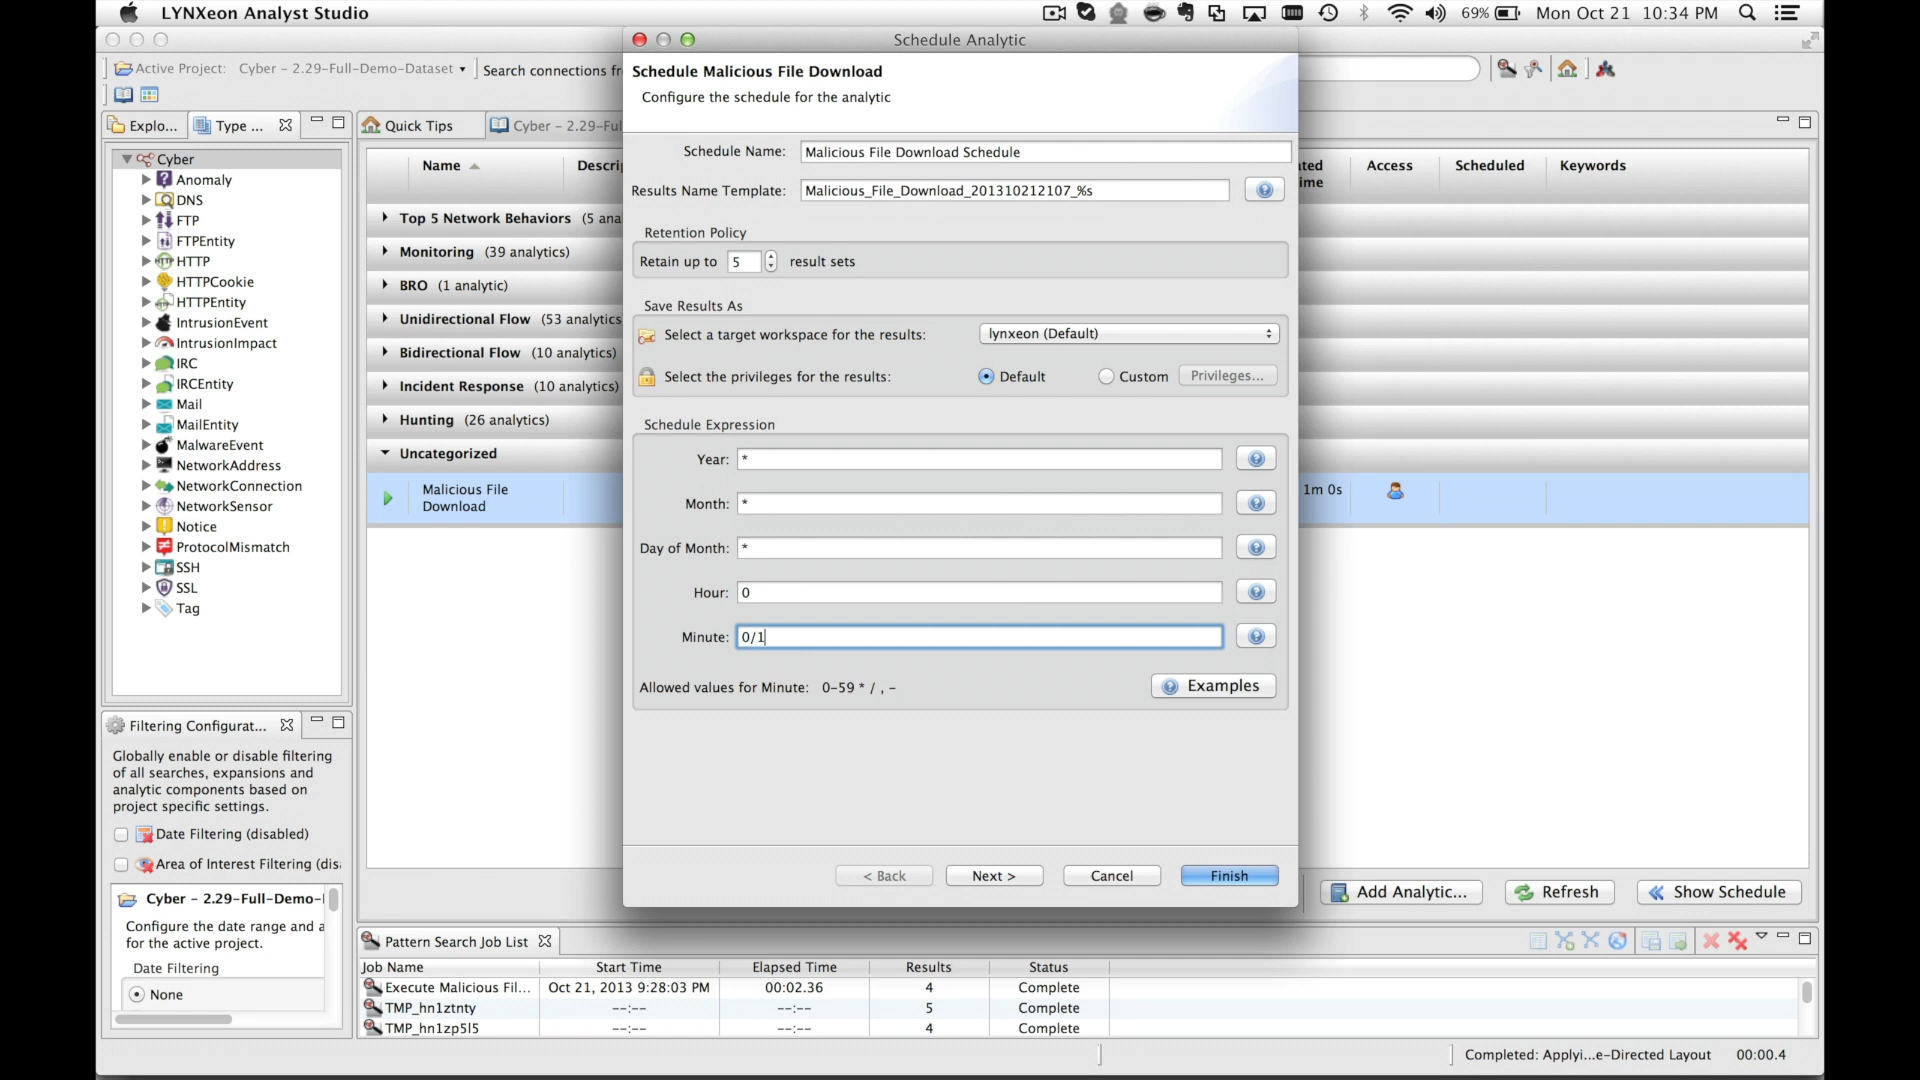 LYNXeon Analyst Studio
69%
Mon Oct 21 10:34 PM
Schedule Analytic
Active Project: Cyber - 2.29-Full-Demo-Dataset
Search connections fr
Schedule Malicious File Download
Configure the schedule for the analytic
Explo...
Type ...
Quick Tips
Cyber - 2.29-Ful
Cyber
Anomaly
DNS
FTP
FTPEntity
HTTP
HTTPCookie
HTTPEntity
IntrusionEvent
IntrusionImpact
IRC
IRCEntity
Mail
MailEntity
MalwareEvent
NetworkAddress
NetworkConnection
NetworkSensor
Notice
ProtocolMismatch
SSH
SSL
Tag
Name
Descri
ted
ime
Access
Scheduled
Keywords
Top 5 Network Behaviors (5 ana
Monitoring (39 analytics)
BRO (1 analytic)
Unidirectional Flow (53 analytics
Bidirectional Flow (10 analytics)
Incident Response (10 analytics)
Hunting (26 analytics)
Uncategorized
Malicious File
Download
1m 0s
Schedule Name: Malicious File Download Schedule
Results Name Template: Malicious_File_Download_201310212107_%s
Retention Policy
Retain up to 5 result sets
Save Results As
Select a target workspace for the results: lynxeon (Default)
Select the privileges for the results: Default Custom Privileges...
Schedule Expression
Year: *
Month: *
Day of Month: *
Hour: 0
Minute: 0/1
Allowed values for Minute: 0-59 * / , -
Examples
< Back
Next >
Cancel
Finish
Add Analytic...
Refresh
Show Schedule
Filtering Configurat...
Globally enable or disable filtering
of all searches, expansions and
analytic components based on
project specific settings.
Date Filtering (disabled)
Area of Interest Filtering (dis
Cyber - 2.29-Full-Demo-
Configure the date range and a
for the active project.
Date Filtering
None
Pattern Search Job List
Job Name Start Time Elapsed Time Results Status
Execute Malicious Fil... Oct 21, 2013 9:28:03 PM 00:02.36 4 Complete
TMP_hn1ztnty --:-- --:-- 5 Complete
TMP_hn1zp5l5 --:-- --:-- 4 Complete
Completed: Applyi...e-Directed Layout 00:00.4